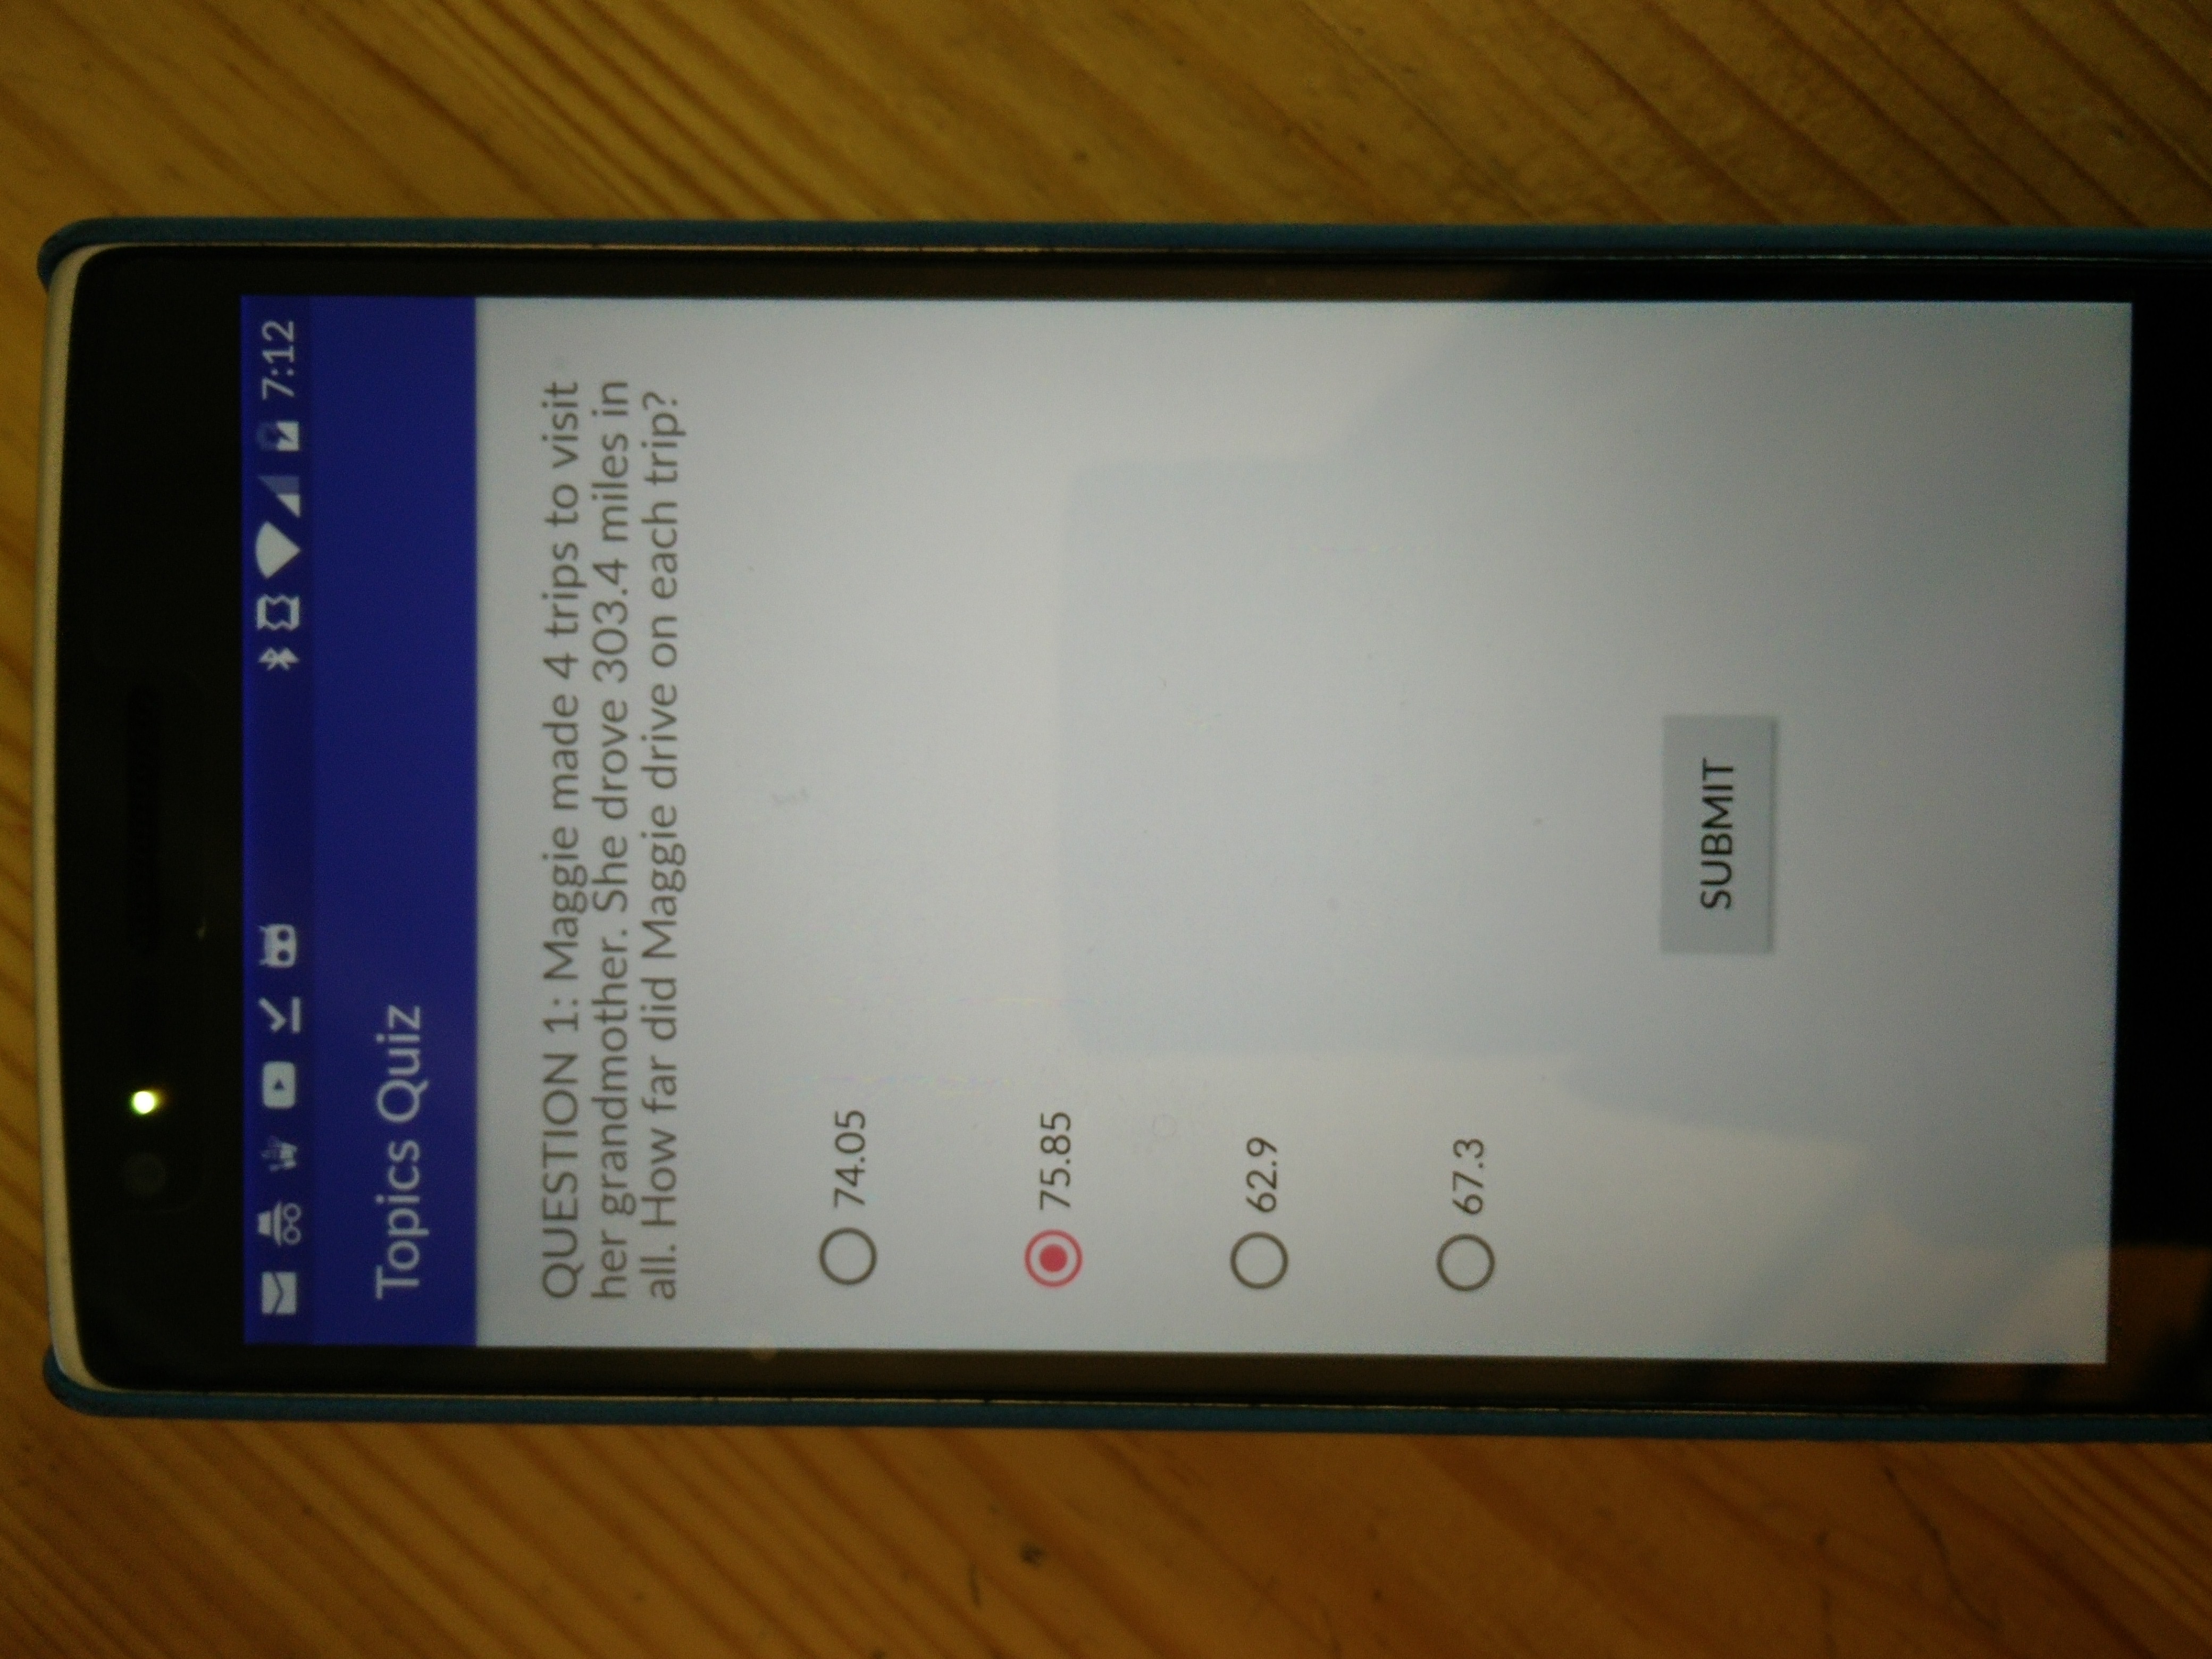 7:12
Topics Quiz
QUESTION 1: Maggie made 4 trips to visit
her grandmother. She drove 303.4 miles in
all. How far did Maggie drive on each trip?
74.05
75.85
62.9
67.3
SUBMIT